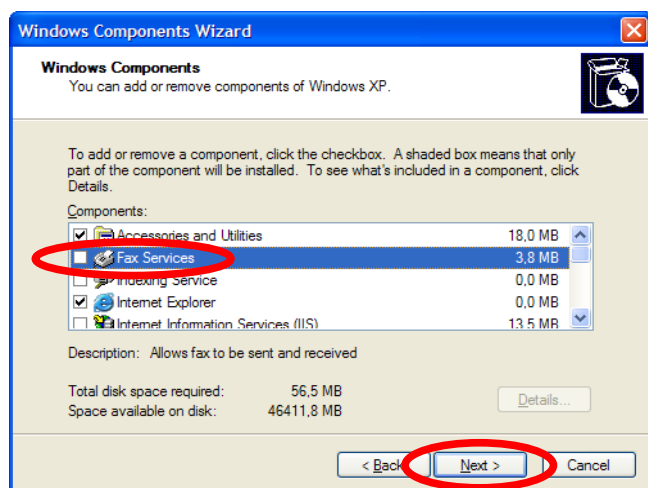 Windows Components Wizard
Windows Components
You can add or remove components of Windows XP.
To add or remove a component, click the checkbox. A shaded box means that only
part of the component will be installed. To see what's included in a component, click
Details.
Components:
Accessories and Utilities 18,0 MB
Fax Services 3,8 MB
Indexing Service 0,0 MB
Internet Explorer 0,0 MB
Internet Information Services (IIS) 13,5 MB
Description: Allows fax to be sent and received
Total disk space required: 56,5 MB
Space available on disk: 46411,8 MB
Details...
< Back Next > Cancel